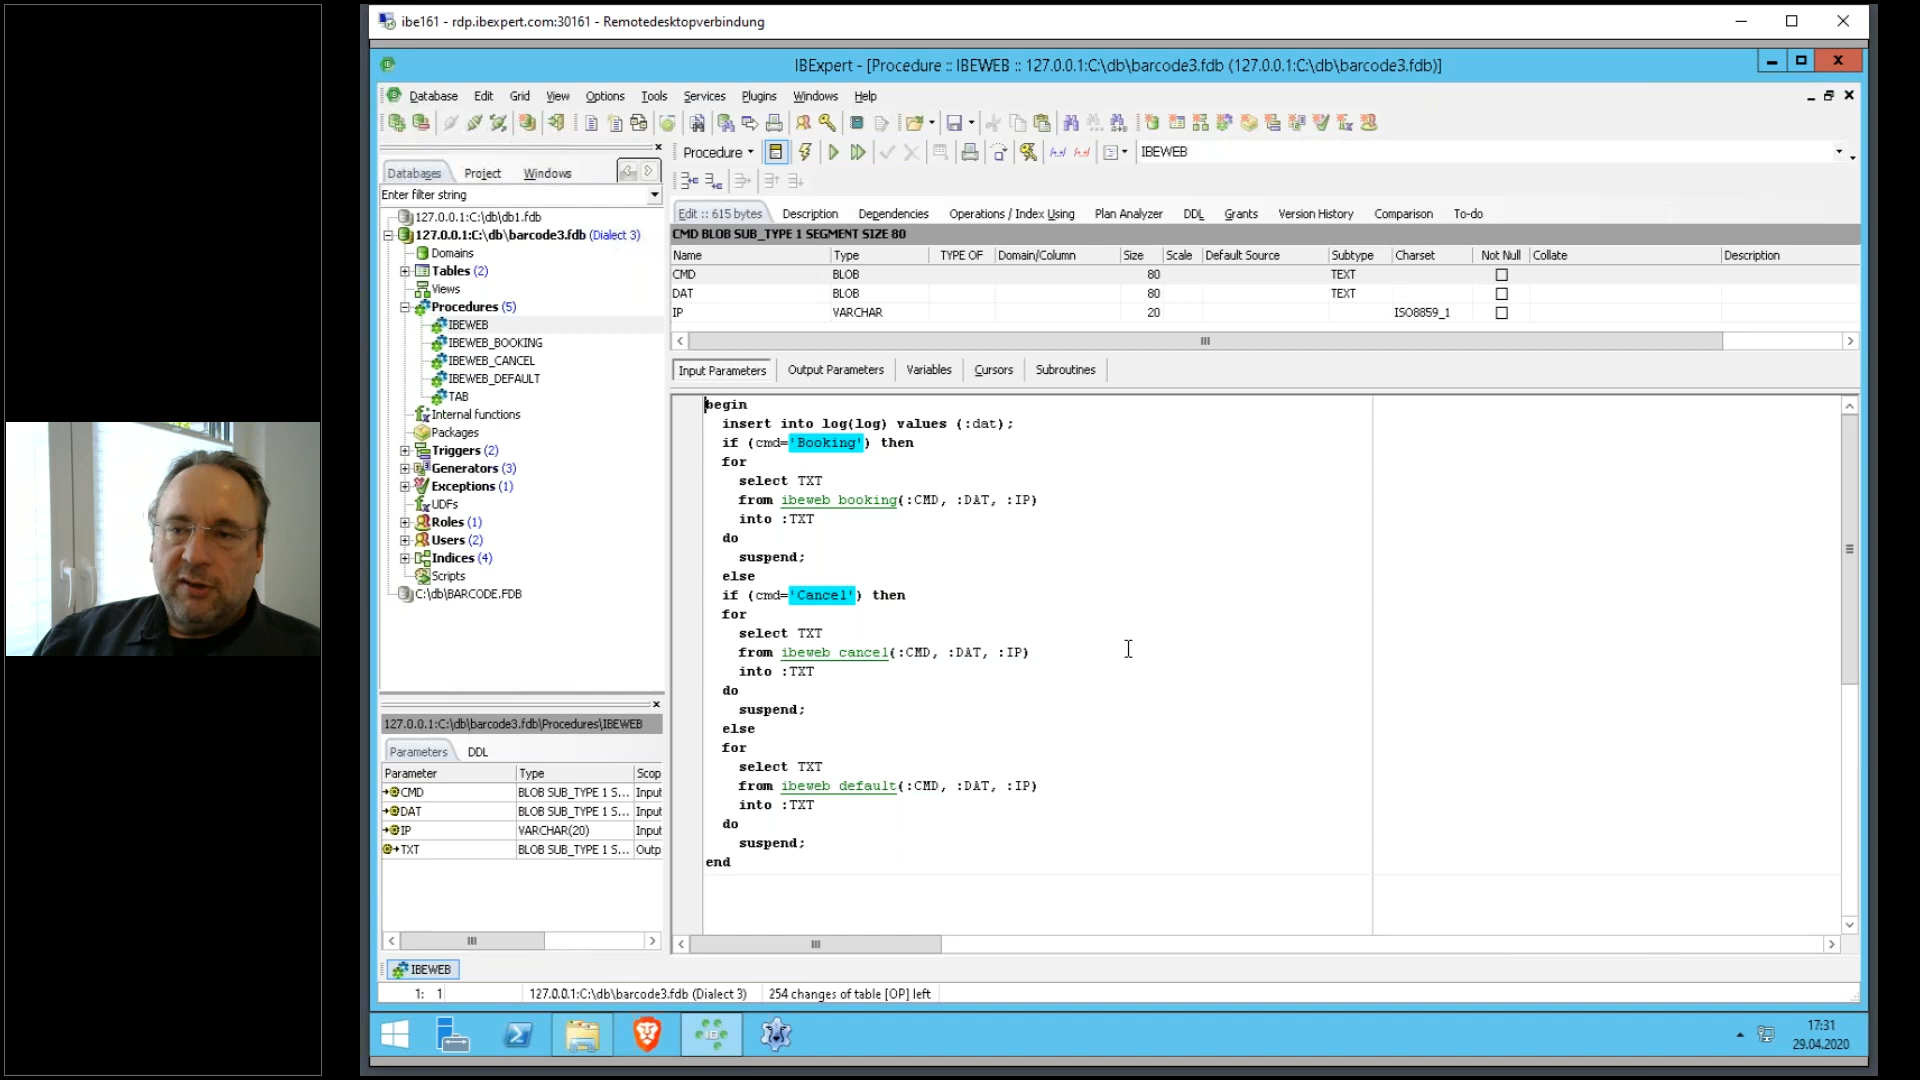 ibe161 - rdp.ibexpert.com:30161 - Remotedesktopverbindung
IBExpert - [Procedure :: IBEWEB :: 127.0.0.1:C:\db\barcode3.fdb (127.0.0.1:C:\db\barcode3.fdb)]
Database Edit Grid View Options Tools Services Plugins Windows Help
Procedure IBEWEB
Databases Project Windows
Enter filter string
127.0.0.1:C:\db\db1.fdb
127.0.0.1:C:\db\barcode3.fdb (Dialect 3)
Domains
Tables (2)
Views
Procedures (5)
IBEWEB
IBEWEB_BOOKING
IBEWEB_CANCEL
IBEWEB_DEFAULT
TAB
Internal functions
Packages
Triggers (2)
Generators (3)
Exceptions (1)
UDFs
Roles (1)
Users (2)
Indices (4)
Scripts
C:\db\BARCODE.FDB
127.0.0.1:C:\db\barcode3.fdb\Procedures\IBEWEB
Parameters DDL
Parameter Type Scop
CMD BLOB SUB_TYPE 1 S... Input
DAT BLOB SUB_TYPE 1 S... Input
IP VARCHAR(20) Input
TXT BLOB SUB_TYPE 1 S... Outp
Edit :: 615 bytes Description Dependencies Operations / Index Using Plan Analyzer DDL Grants Version History Comparison To-do
CMD BLOB SUB_TYPE 1 SEGMENT SIZE 80
Name Type TYPE OF Domain/Column Size Scale Default Source Subtype Charset Not Null Collate Description
CMD BLOB 80 TEXT
DAT BLOB 80 TEXT
IP VARCHAR 20 ISO8859_1
Input Parameters Output Parameters Variables Cursors Subroutines
begin
insert into log(log) values (:dat);
if (cmd='Booking') then
for
select TXT
from ibeweb_booking(:CMD, :DAT, :IP)
into :TXT
do
suspend;
else
if (cmd='Cancel') then
for
select TXT
from ibeweb_cancel(:CMD, :DAT, :IP)
into :TXT
do
suspend;
else
for
select TXT
from ibeweb_default(:CMD, :DAT, :IP)
into :TXT
do
suspend;
end
IBEWEB
1: 1 127.0.0.1:C:\db\barcode3.fdb (Dialect 3) 254 changes of table [OP] left
17:31
29.04.2020